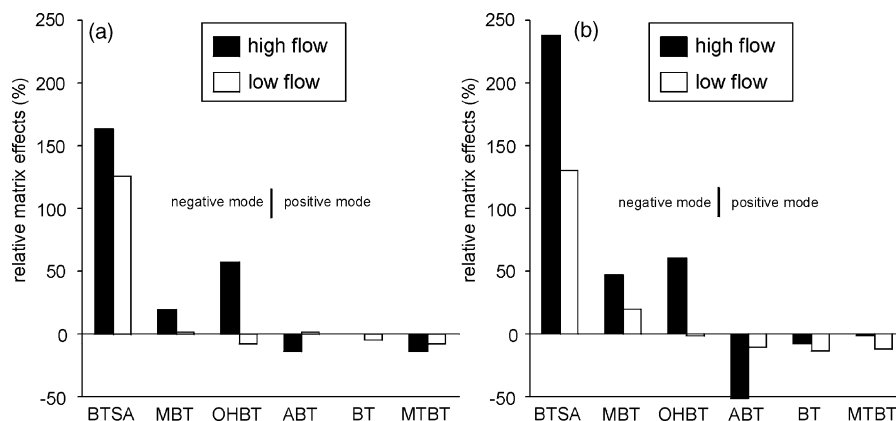 (a)
high flow
low flow
relative matrix effects (%)
250
200
150
100
50
0
-50
negative mode
positive mode
BTSA MBT OHBT ABT BT MTBT
(b)
high flow
low flow
relative matrix effects (%)
250
200
150
100
50
0
-50
negative mode
positive mode
BTSA MBT OHBT ABT BT MTBT